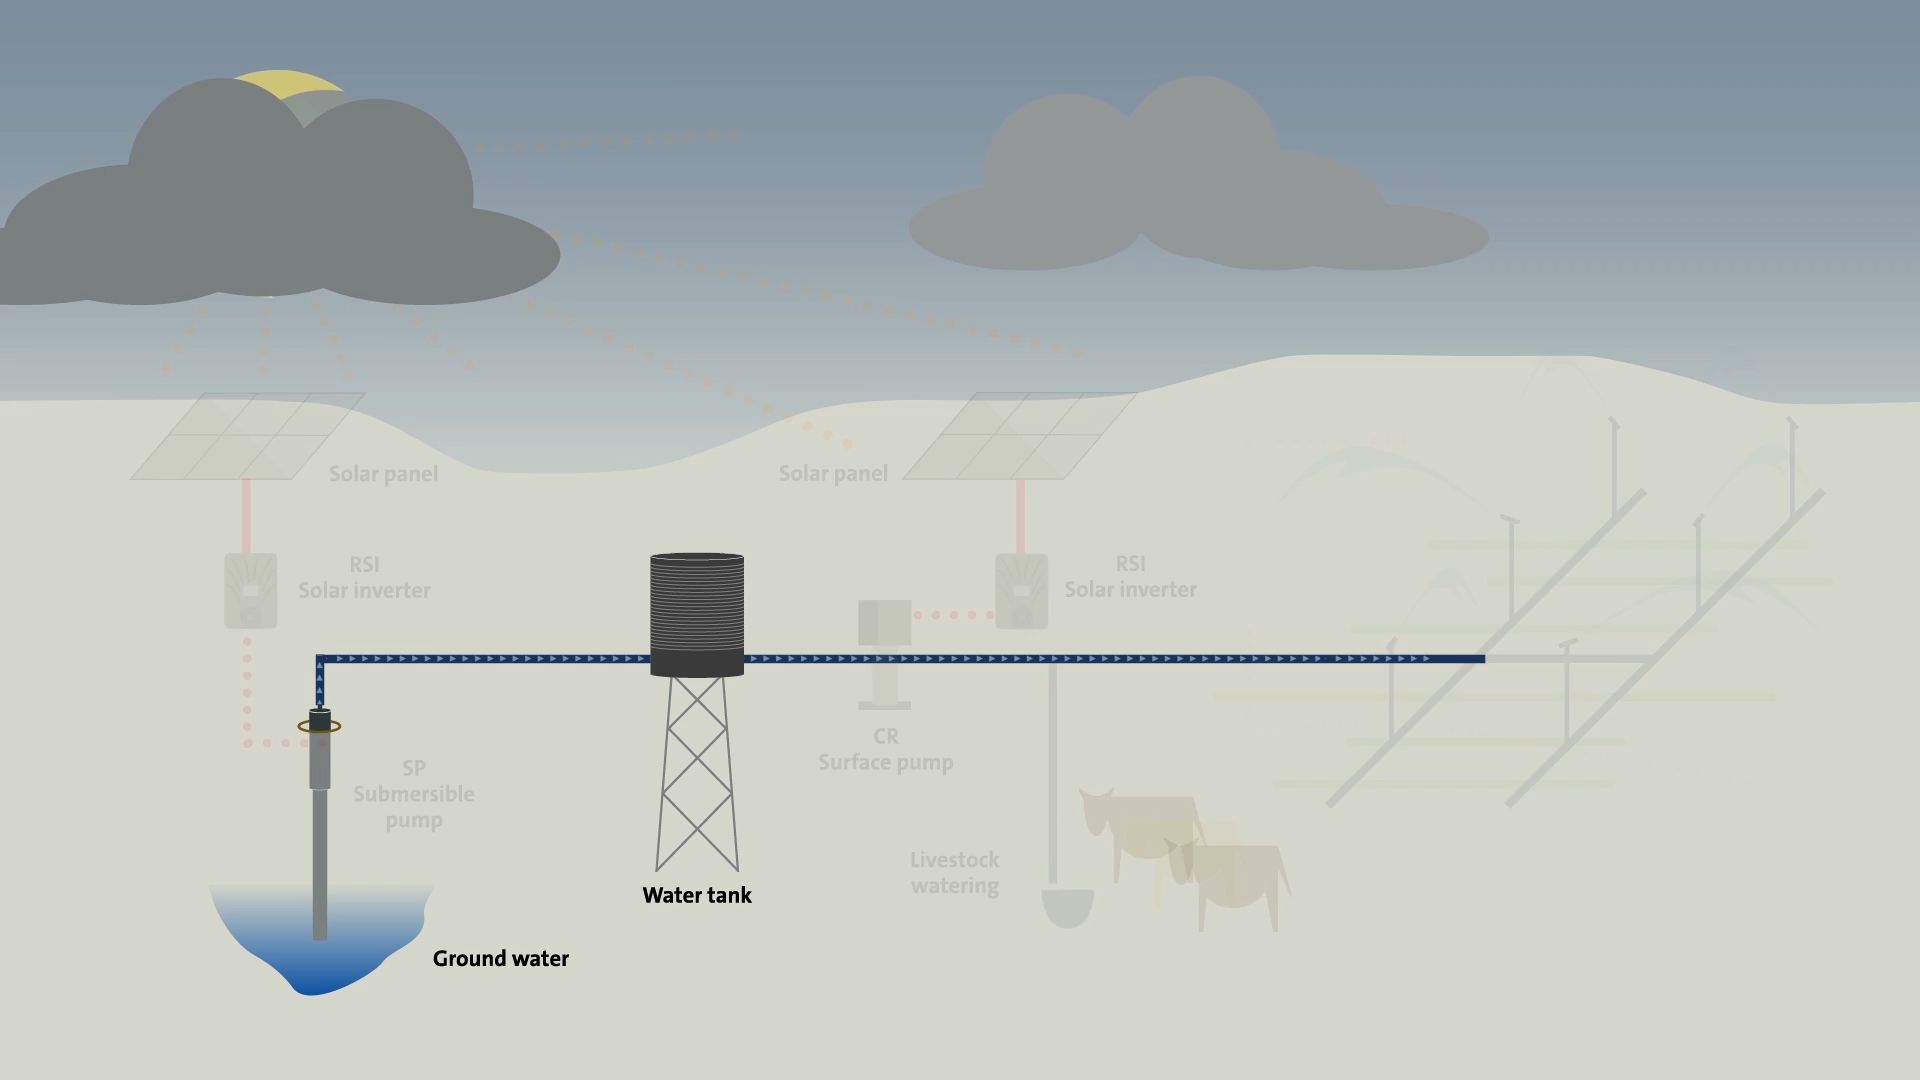 Solar panel
Solar panel
RSI
Solar inverter
RSI
Solar inverter
SP
Submersible
pump
CR
Surface pump
Livestock
watering
Water tank
Ground water